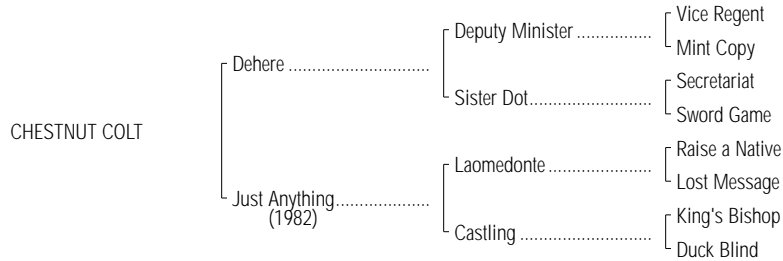 Vice Regent
Deputy Minister ................
Mint Copy
Dehere ..............................
Secretariat
Sister Dot..........................
Sword Game
CHESTNUT COLT
Raise a Native
Laomedonte ......................
Lost Message
Just Anything....................
(1982)
King's Bishop
Castling ............................
Duck Blind